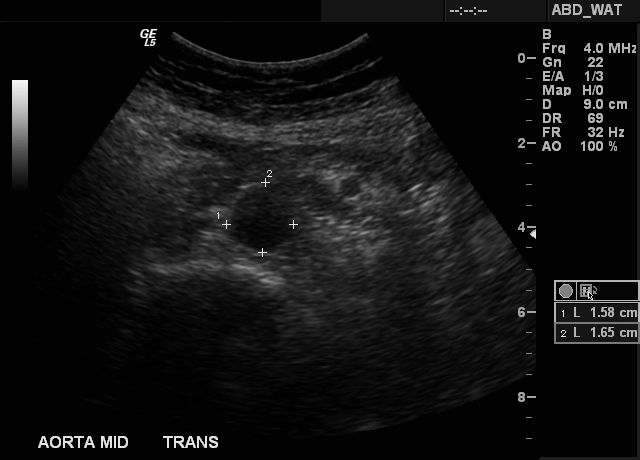 --:--:-- ABD_WAT
GE
L5
B
Frq 4.0 MHz
Gn 22
E/A 1/3
Map H/0
D 9.0 cm
DR 69
FR 32 Hz
AO 100 %
0
2
4
6
8
2
1
1 L 1.58 cm
2 L 1.65 cm
AORTA MID TRANS